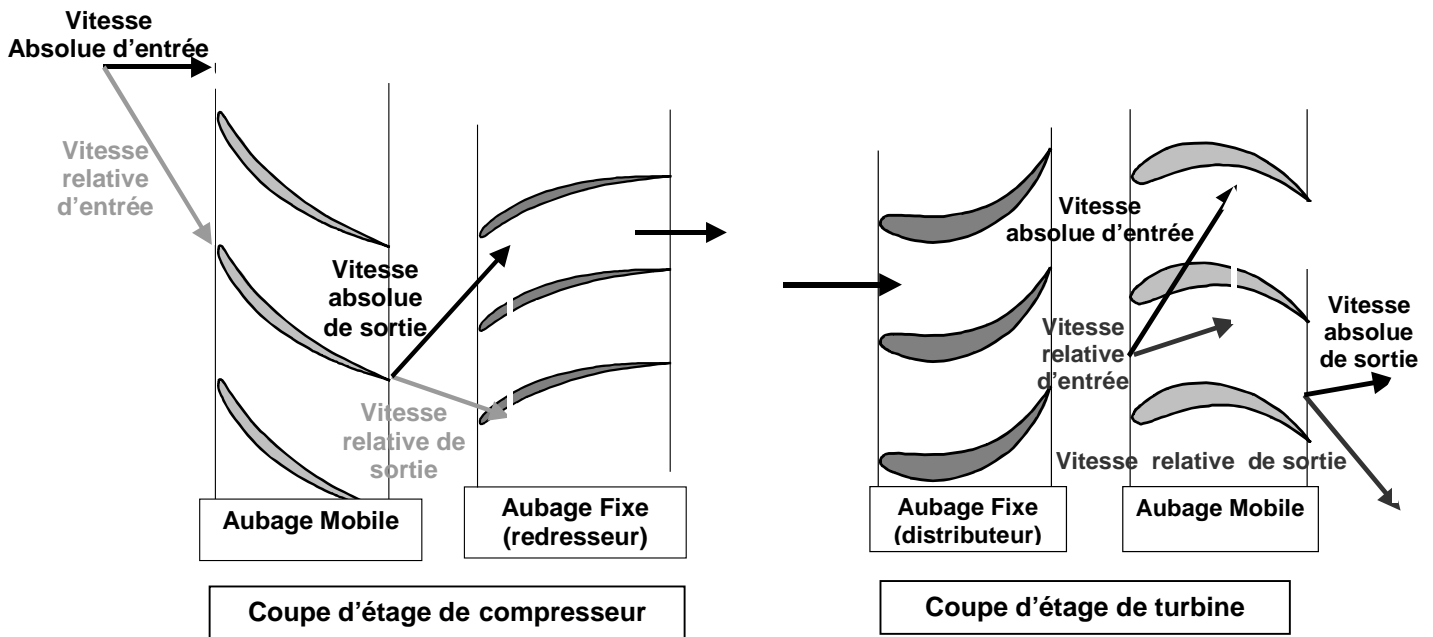 Vitesse
Absolue d'entrée
Vitesse
relative
d'entrée
Vitesse
absolue
de sortie
Vitesse
relative de
sortie
Aubage Mobile
Aubage Fixe
(redresseur)
Coupe d'étage de compresseur
Vitesse
absolue d'entrée
Vitesse
relative
d'entrée
Vitesse
absolue
de sortie
Vitesse relative de sortie
Aubage Fixe
(distributeur)
Aubage Mobile
Coupe d'étage de turbine